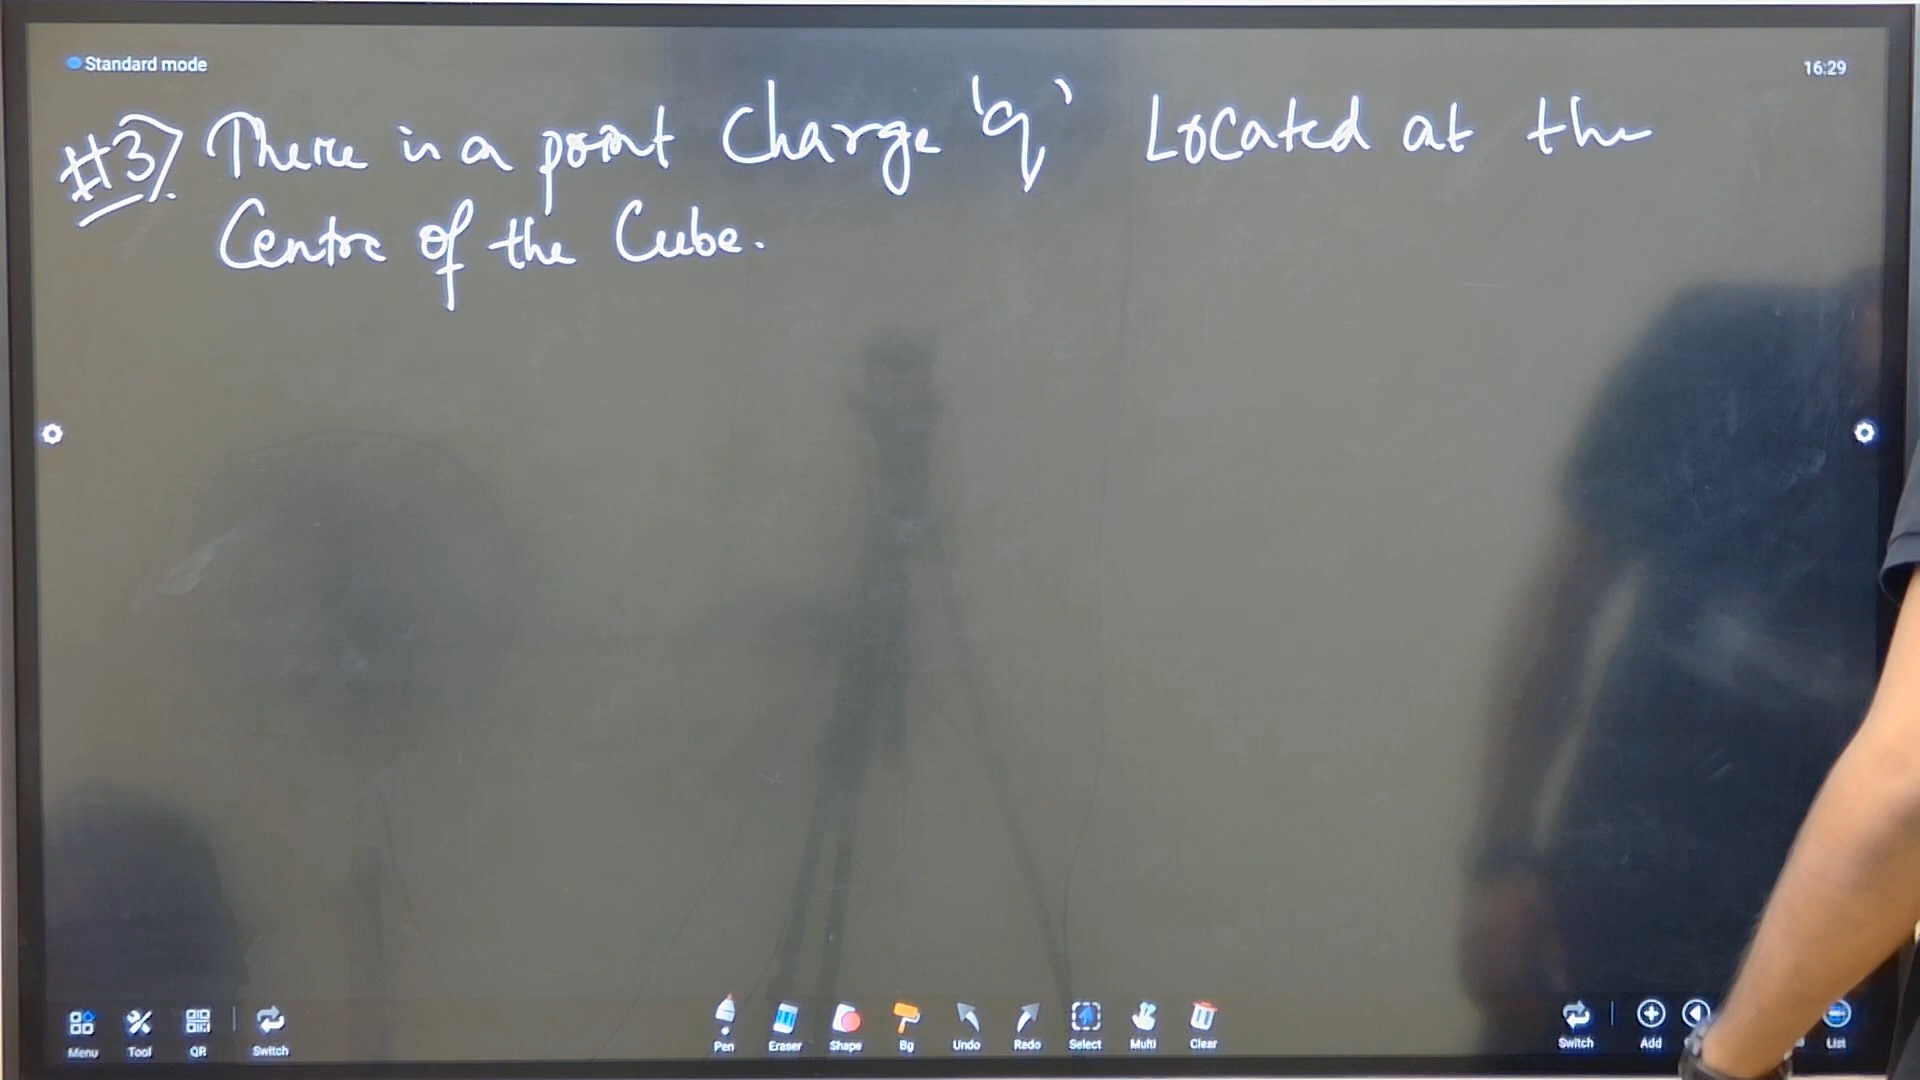 Standard mode
16:29
#3) There is a point Charge 'q' Located at the
Centre of the Cube.
Menu Tool QR Switch Pen Eraser Shape Bg Undo Redo Select Multi Clear Switch Add List